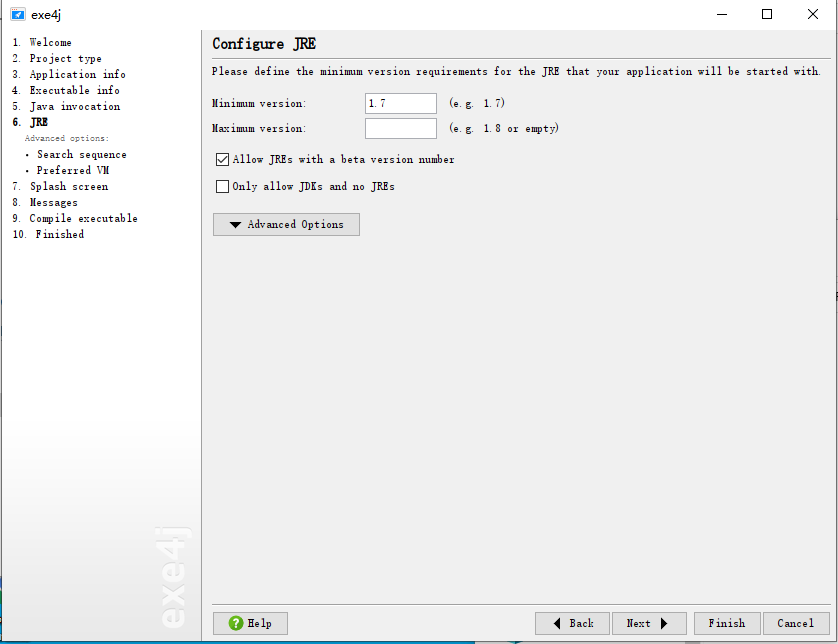 exe4j
1. Welcome
2. Project type
3. Application info
4. Executable info
5. Java invocation
6. JRE
Advanced options:
• Search sequence
• Preferred VM
7. Splash screen
8. Messages
9. Compile executable
10. Finished
exe4j
Configure JRE
Please define the minimum version requirements for the JRE that your application will be started with.
Minimum version: 1.7 (e.g. 1.7)
Maximum version: (e.g. 1.8 or empty)
Allow JREs with a beta version number
Only allow JDKs and no JREs
Advanced Options
Help Back Next Finish Cancel